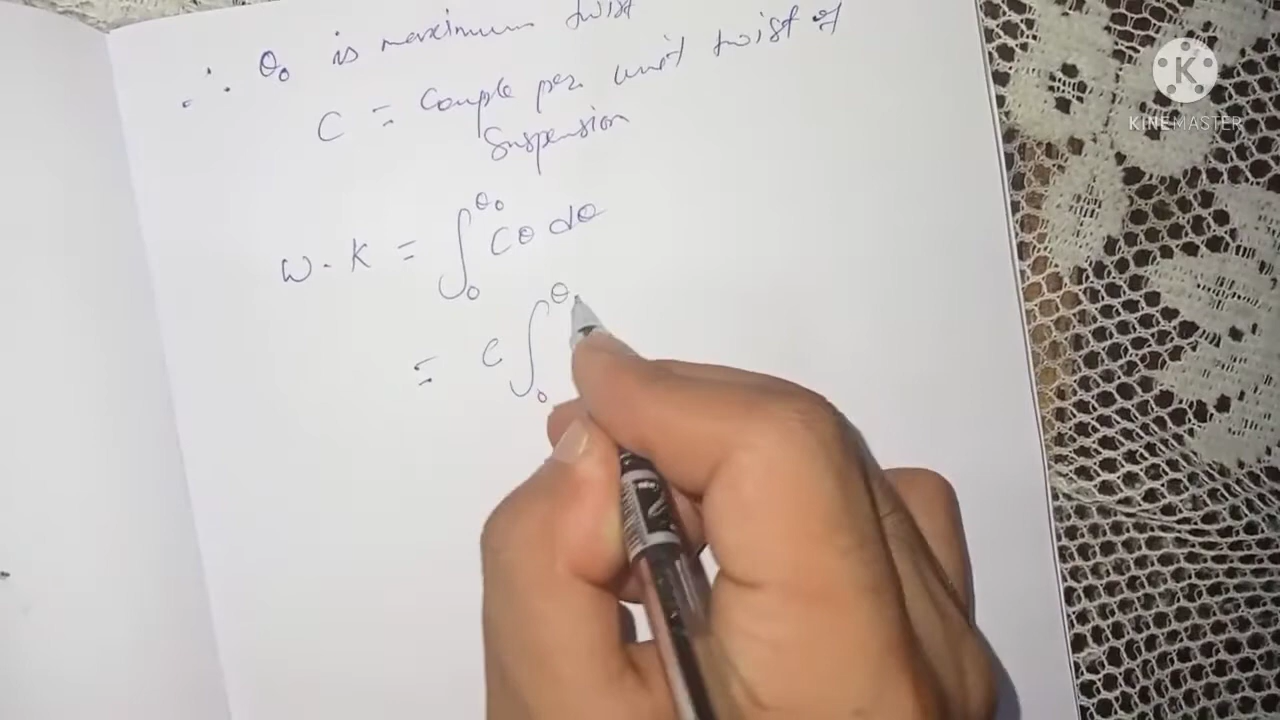 ∴ θ₀ is maximum twist
C = Couple per unit twist of
Suspension
W·K = ∫₀^θ₀ Cθ dθ
= C ∫₀^θ
K
KINEMASTER